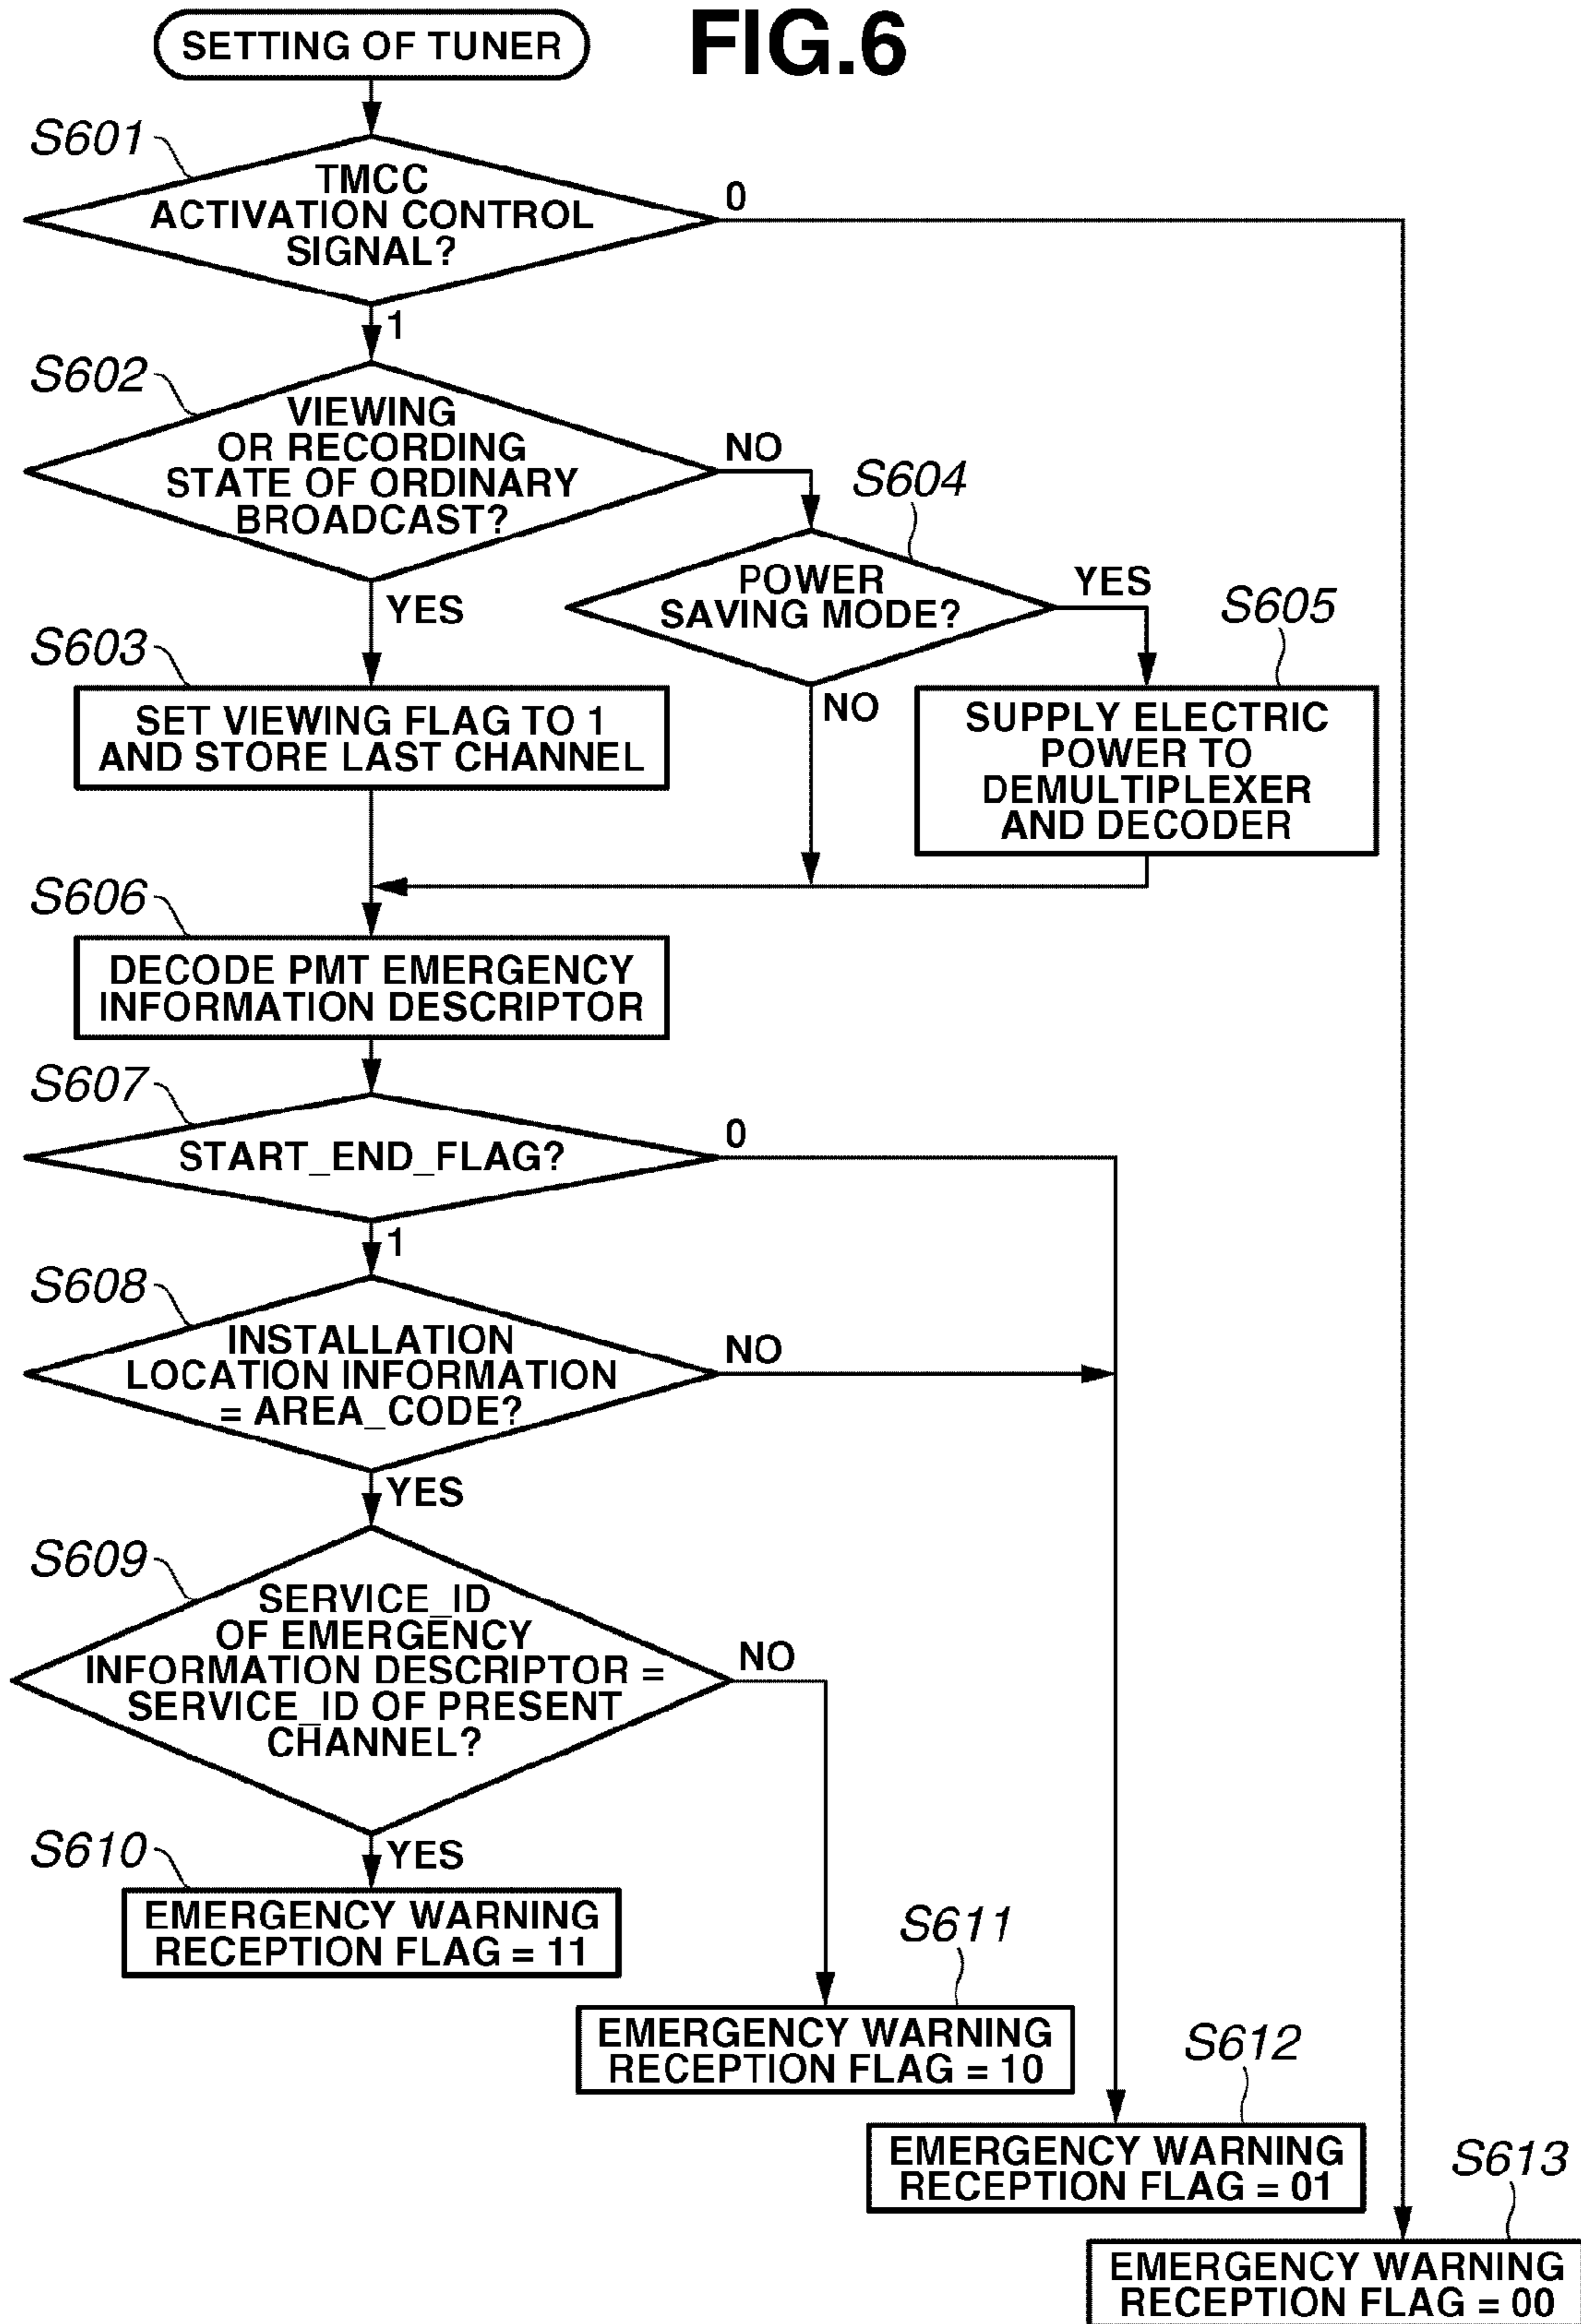 FIG.6
SETTING OF TUNER
S601
TMCC
ACTIVATION CONTROL
SIGNAL?
0
1
S602
VIEWING
OR RECORDING
STATE OF ORDINARY
BROADCAST?
NO
YES
S604
POWER
SAVING MODE?
YES
NO
S605
SUPPLY ELECTRIC
POWER TO
DEMULTIPLEXER
AND DECODER
S603
SET VIEWING FLAG TO 1
AND STORE LAST CHANNEL
S606
DECODE PMT EMERGENCY
INFORMATION DESCRIPTOR
S607
START_END_FLAG?
0
1
S608
INSTALLATION
LOCATION INFORMATION
= AREA_CODE?
NO
YES
S609
SERVICE_ID
OF EMERGENCY
INFORMATION DESCRIPTOR =
SERVICE_ID OF PRESENT
CHANNEL?
NO
YES
S610
EMERGENCY WARNING
RECEPTION FLAG = 11
S611
EMERGENCY WARNING
RECEPTION FLAG = 10
S612
EMERGENCY WARNING
RECEPTION FLAG = 01
S613
EMERGENCY WARNING
RECEPTION FLAG = 00